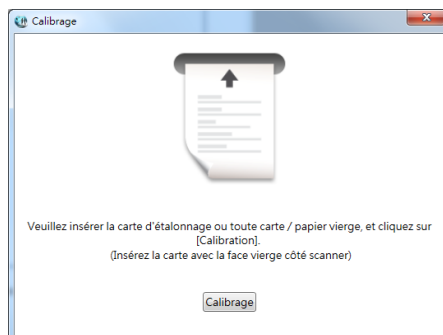 Calibrage
Veuillez insérer la carte d'étalonnage ou toute carte / papier vierge, et cliquez sur
[Calibration].
(Insérez la carte avec la face vierge côté scanner)
Calibrage